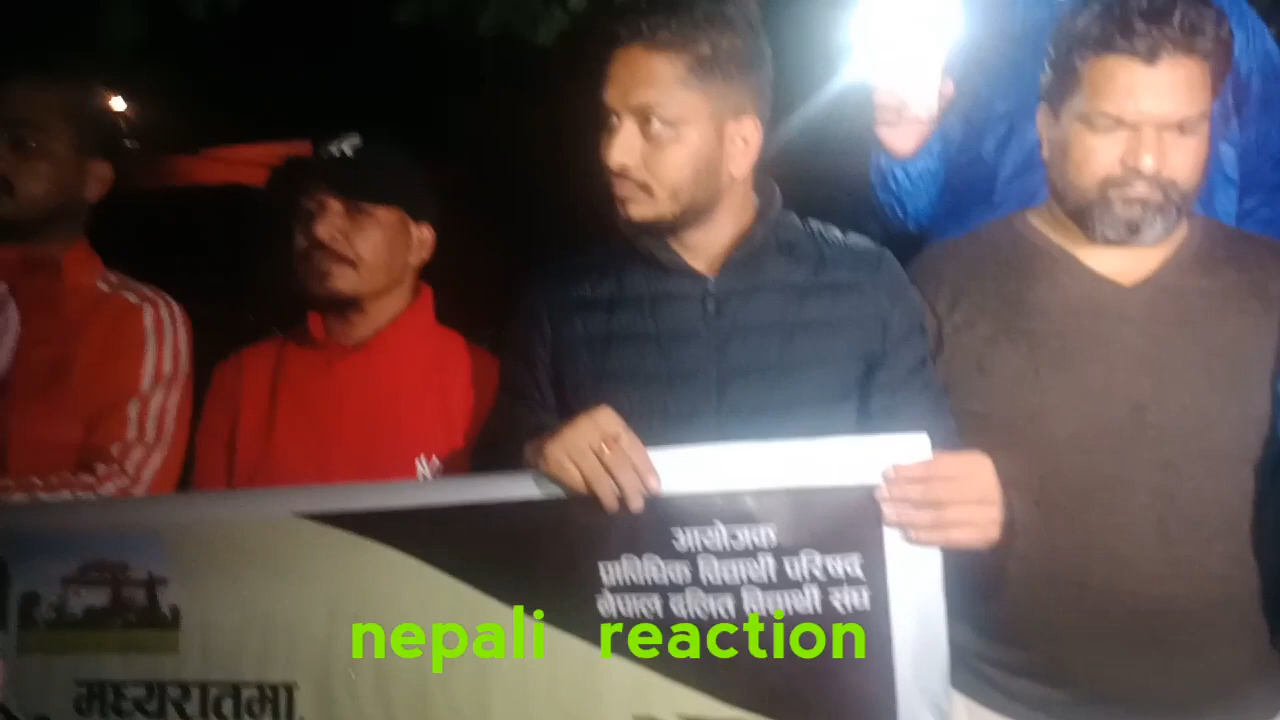 आयोजक
प्राविधिक विद्यार्थी परिषद
नेपाल दलित विद्यार्थी संघ
nepali reaction
मध्यरातमा